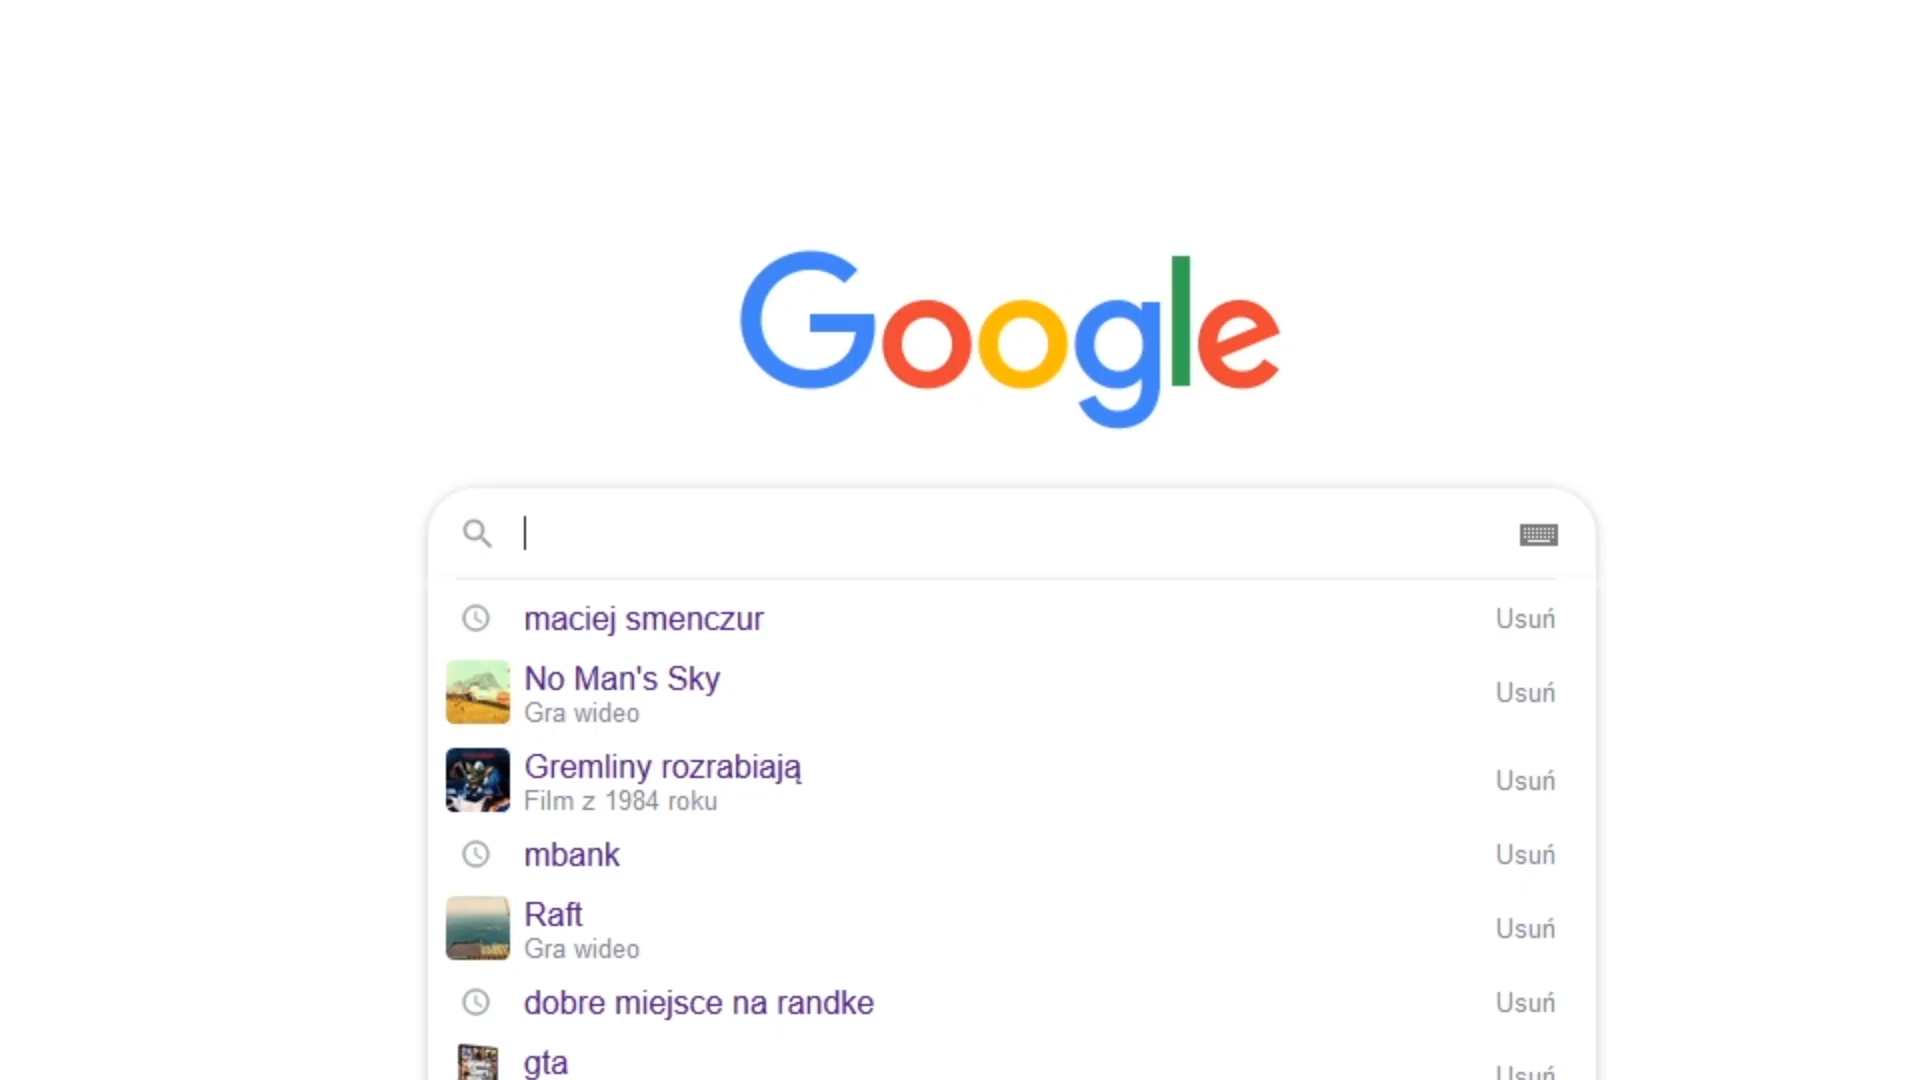 Google
maciej smenczur
Usuń
No Man's Sky
Gra wideo
Usuń
Gremliny rozrabiają
Film z 1984 roku
Usuń
mbank
Usuń
Raft
Gra wideo
Usuń
dobre miejsce na randke
Usuń
gta
Usuń